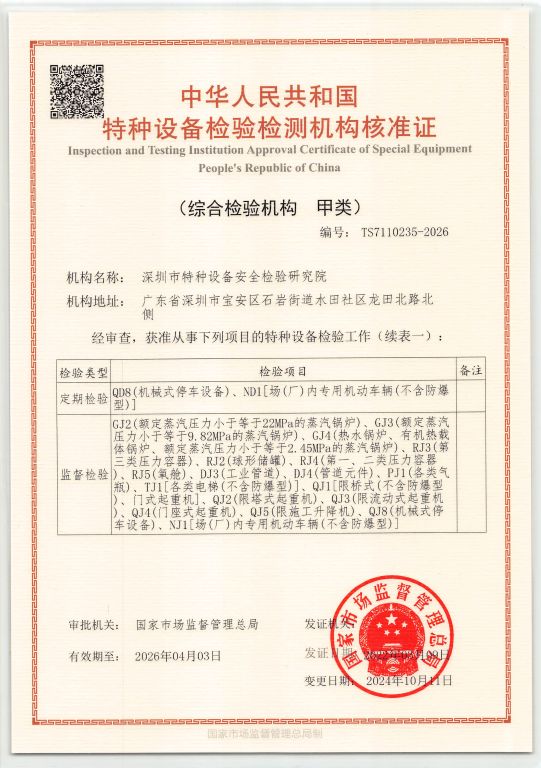 中华人民共和国
特种设备检验检测机构核准证
Inspection and Testing Institution Approval Certificate of Special Equipment
People's Republic of China
（综合检验机构 甲类）
编号： TS7110235-2026
机构名称： 深圳市特种设备安全检验研究院
机构地址： 广东省深圳市宝安区石岩街道水田社区龙田北路北
侧
经审查，获准从事下列项目的特种设备检验工作（续表一）：
检验类型 检验项目 备注
定期检验 QD8(机械式停车设备)、ND1[场(厂)内专用机动车辆(不含防爆
型)]
监督检验 GJ2(额定蒸汽压力小于等于22MPa的蒸汽锅炉)、GJ3(额定蒸汽
压力小于等于9.82MPa的蒸汽锅炉)、GJ4(热水锅炉、有机热载
体锅炉、额定蒸汽压力小于等于2.45MPa的蒸汽锅炉)、RJ3(第
三类压力容器)、RJ2(球形储罐)、RJ4(第一、二类压力容器
)、RJ5(氧舱)、DJ3(工业管道)、DJ4(管道元件)、PJ1(各类气
瓶)、TJ1[各类电梯(不含防爆型)]、QJ1[限桥式(不含防爆型
)、门式起重机]、QJ2(限塔式起重机)、QJ3(限流动式起重机
)、QJ4(门座式起重机)、QJ5(限施工升降机)、QJ8(机械式停
车设备)、NJ1[场(厂)内专用机动车辆(不含防爆型)]
审批机关： 国家市场监督管理总局 发证机关
有效期至： 2026年04月03日 发证日期：
变更日期： 2024年10月11日
国家市场监督管理总局
国家市场监督管理总局制